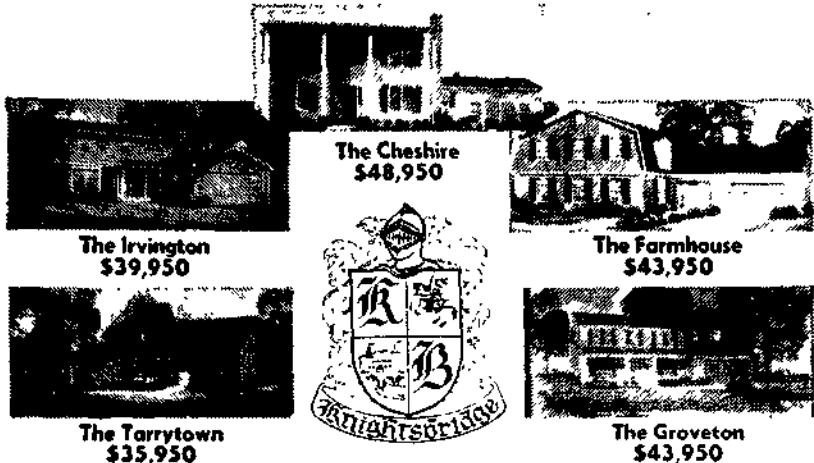 The Cheshire
$48,950
The Irvington
$39,950
The Farmhouse
$43,950
K
B
Knightsbridge
The Tarrytown
$35,950
The Groveton
$43,950